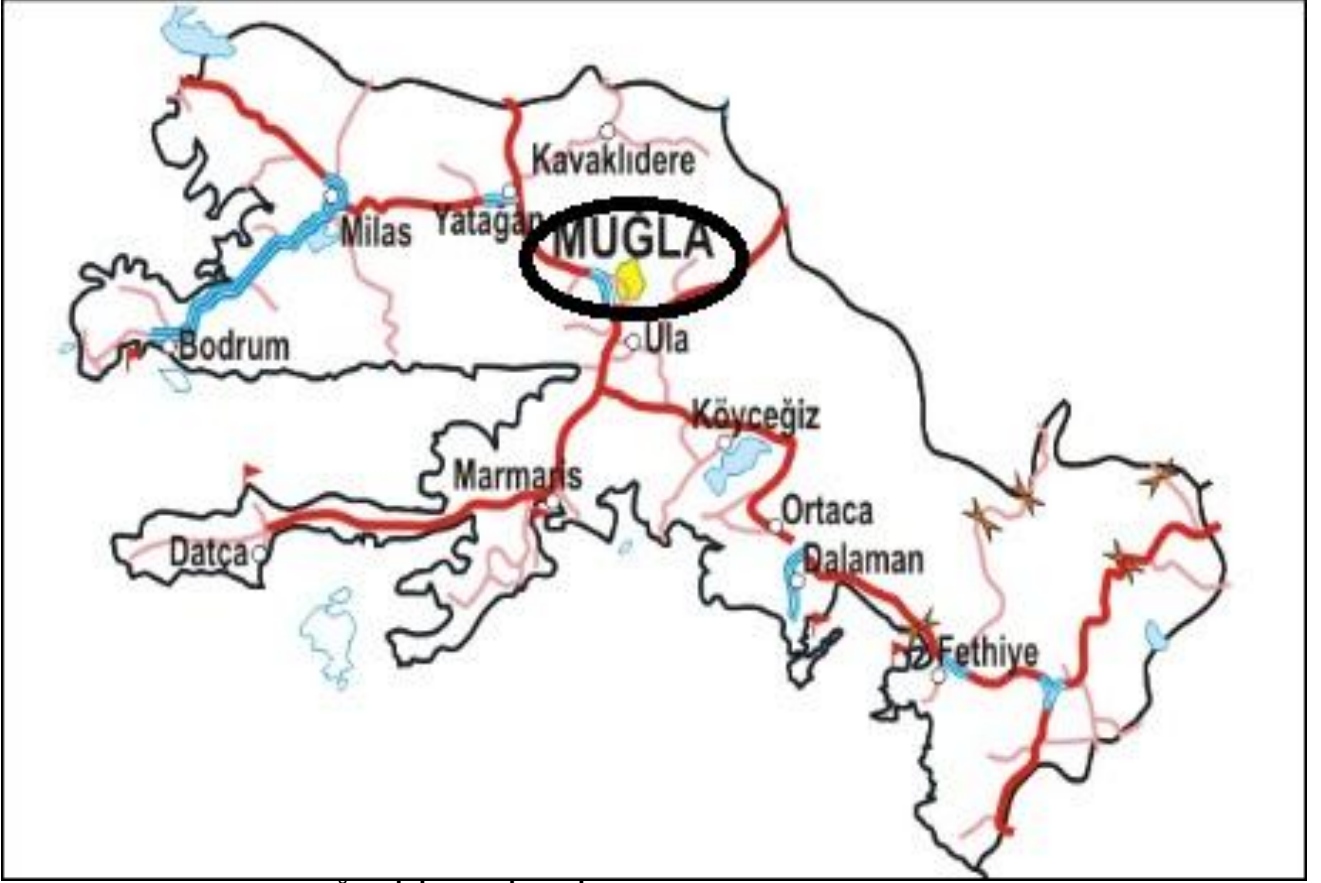 Kavaklıdere
MUĞLA
Yatağan
Milas
Bodrum
Ula
Köyceğiz
Marmaris
Ortaca
Datça
Dalaman
Fethiye